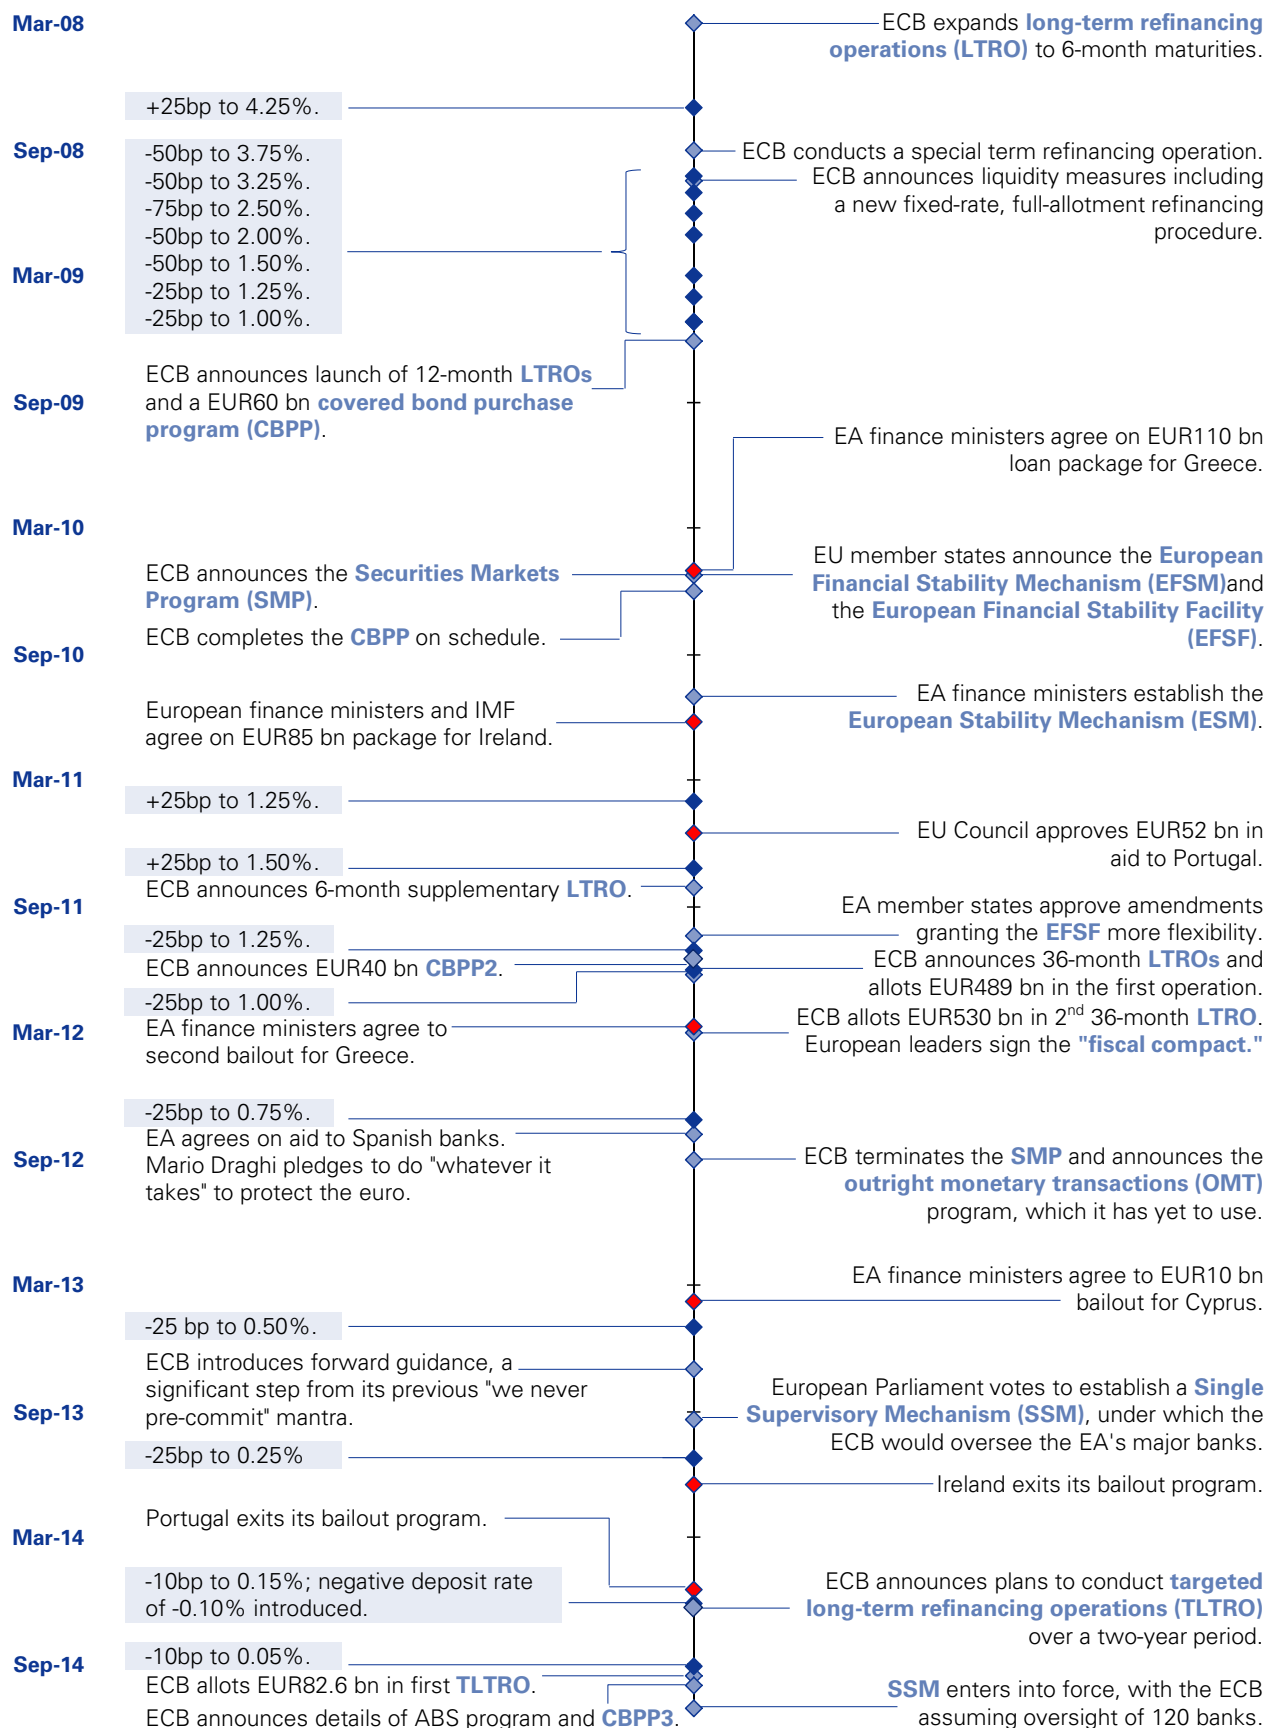 Mar-08
ECB expands long-term refinancing
operations (LTRO) to 6-month maturities.
+25bp to 4.25%.
Sep-08
-50bp to 3.75%.
-50bp to 3.25%.
-75bp to 2.50%.
-50bp to 2.00%.
-50bp to 1.50%.
-25bp to 1.25%.
-25bp to 1.00%.
ECB conducts a special term refinancing operation.
ECB announces liquidity measures including
a new fixed-rate, full-allotment refinancing
procedure.
Mar-09
ECB announces launch of 12-month LTROs
and a EUR60 bn covered bond purchase
program (CBPP).
Sep-09
EA finance ministers agree on EUR110 bn
loan package for Greece.
Mar-10
ECB announces the Securities Markets
Program (SMP).
EU member states announce the European
Financial Stability Mechanism (EFSM)and
the European Financial Stability Facility
(EFSF).
ECB completes the CBPP on schedule.
Sep-10
EA finance ministers establish the
European Stability Mechanism (ESM).
European finance ministers and IMF
agree on EUR85 bn package for Ireland.
Mar-11
+25bp to 1.25%.
EU Council approves EUR52 bn in
aid to Portugal.
+25bp to 1.50%.
ECB announces 6-month supplementary LTRO.
Sep-11
EA member states approve amendments
granting the EFSF more flexibility.
-25bp to 1.25%.
ECB announces EUR40 bn CBPP2.
ECB announces 36-month LTROs and
allots EUR489 bn in the first operation.
-25bp to 1.00%.
Mar-12
EA finance ministers agree to
second bailout for Greece.
ECB allots EUR530 bn in 2nd 36-month LTRO.
European leaders sign the "fiscal compact."
-25bp to 0.75%.
EA agrees on aid to Spanish banks.
Mario Draghi pledges to do "whatever it
takes" to protect the euro.
Sep-12
ECB terminates the SMP and announces the
outright monetary transactions (OMT)
program, which it has yet to use.
Mar-13
EA finance ministers agree to EUR10 bn
bailout for Cyprus.
-25 bp to 0.50%.
ECB introduces forward guidance, a
significant step from its previous "we never
pre-commit" mantra.
Sep-13
European Parliament votes to establish a Single
Supervisory Mechanism (SSM), under which the
ECB would oversee the EA's major banks.
-25bp to 0.25%
Ireland exits its bailout program.
Portugal exits its bailout program.
Mar-14
-10bp to 0.15%; negative deposit rate
of -0.10% introduced.
ECB announces plans to conduct targeted
long-term refinancing operations (TLTRO)
over a two-year period.
-10bp to 0.05%.
Sep-14
ECB allots EUR82.6 bn in first TLTRO.
ECB announces details of ABS program and CBPP3.
SSM enters into force, with the ECB
assuming oversight of 120 banks.